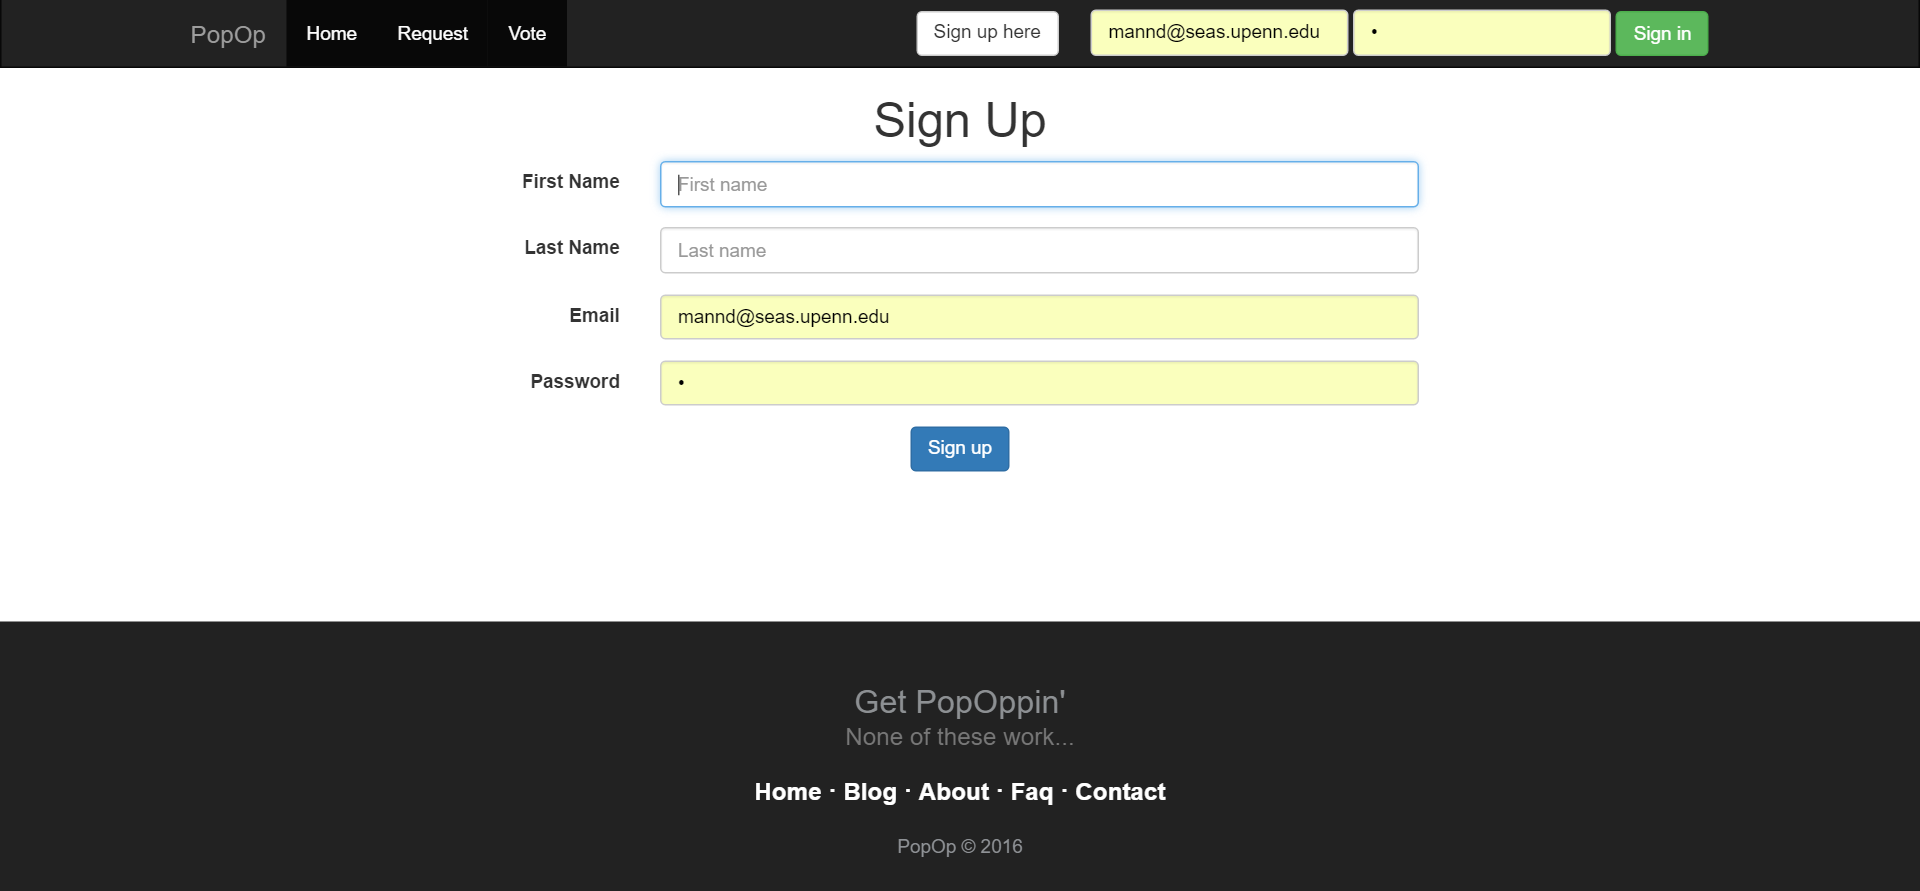 PopOp Home Request Vote Sign up here mannd@seas.upenn.edu • Sign in
Sign Up
First Name First name
Last Name Last name
Email mannd@seas.upenn.edu
Password •
Sign up
Get PopOppin'
None of these work...
Home · Blog · About · Faq · Contact
PopOp © 2016